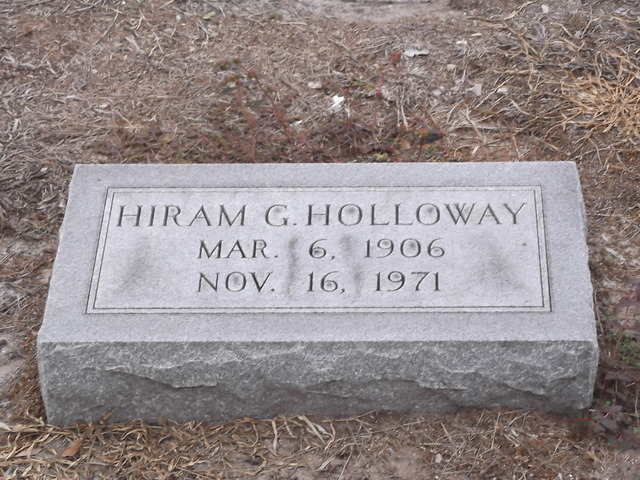 HIRAM G. HOLLOWAY
MAR. 6, 1906
NOV. 16, 1971